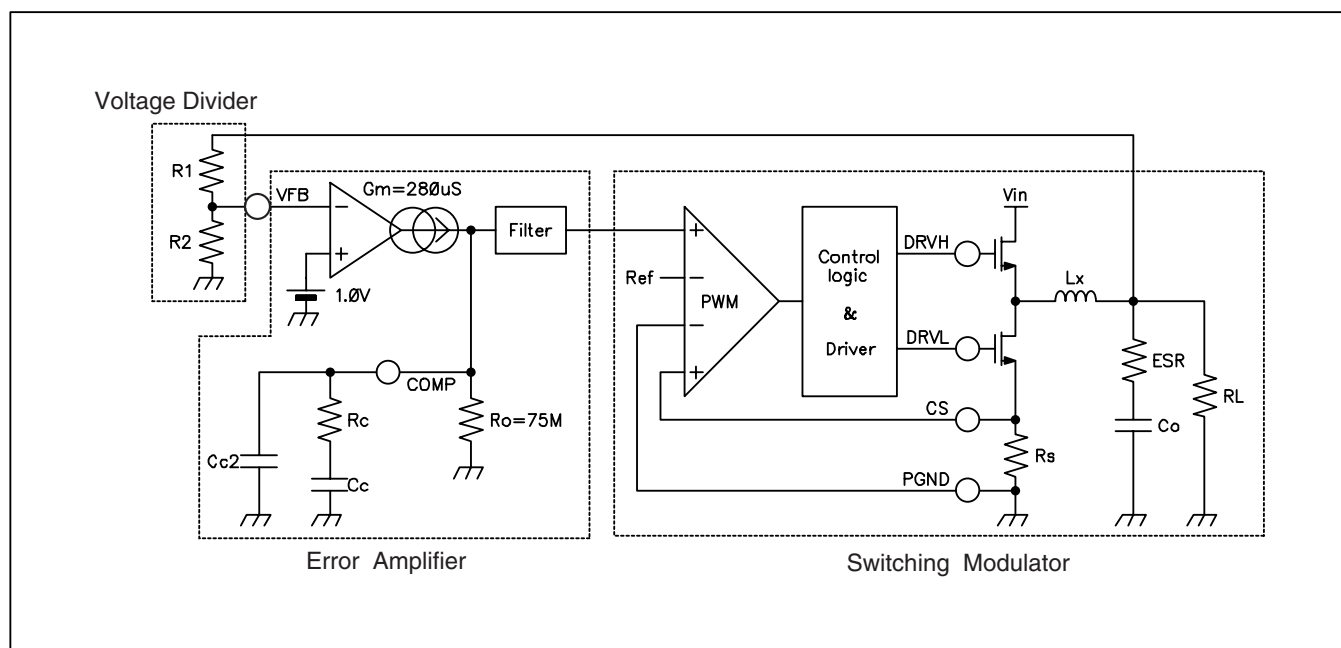 Voltage Divider
R1
R2
VFB
Gm=280uS
1.0V
Filter
COMP
Rc
Cc2
Cc
Ro=75M
Error Amplifier
Ref
PWM
Control
logic
&
Driver
DRVH
DRVL
CS
PGND
Vin
Lx
Rs
ESR
Co
RL
Switching Modulator